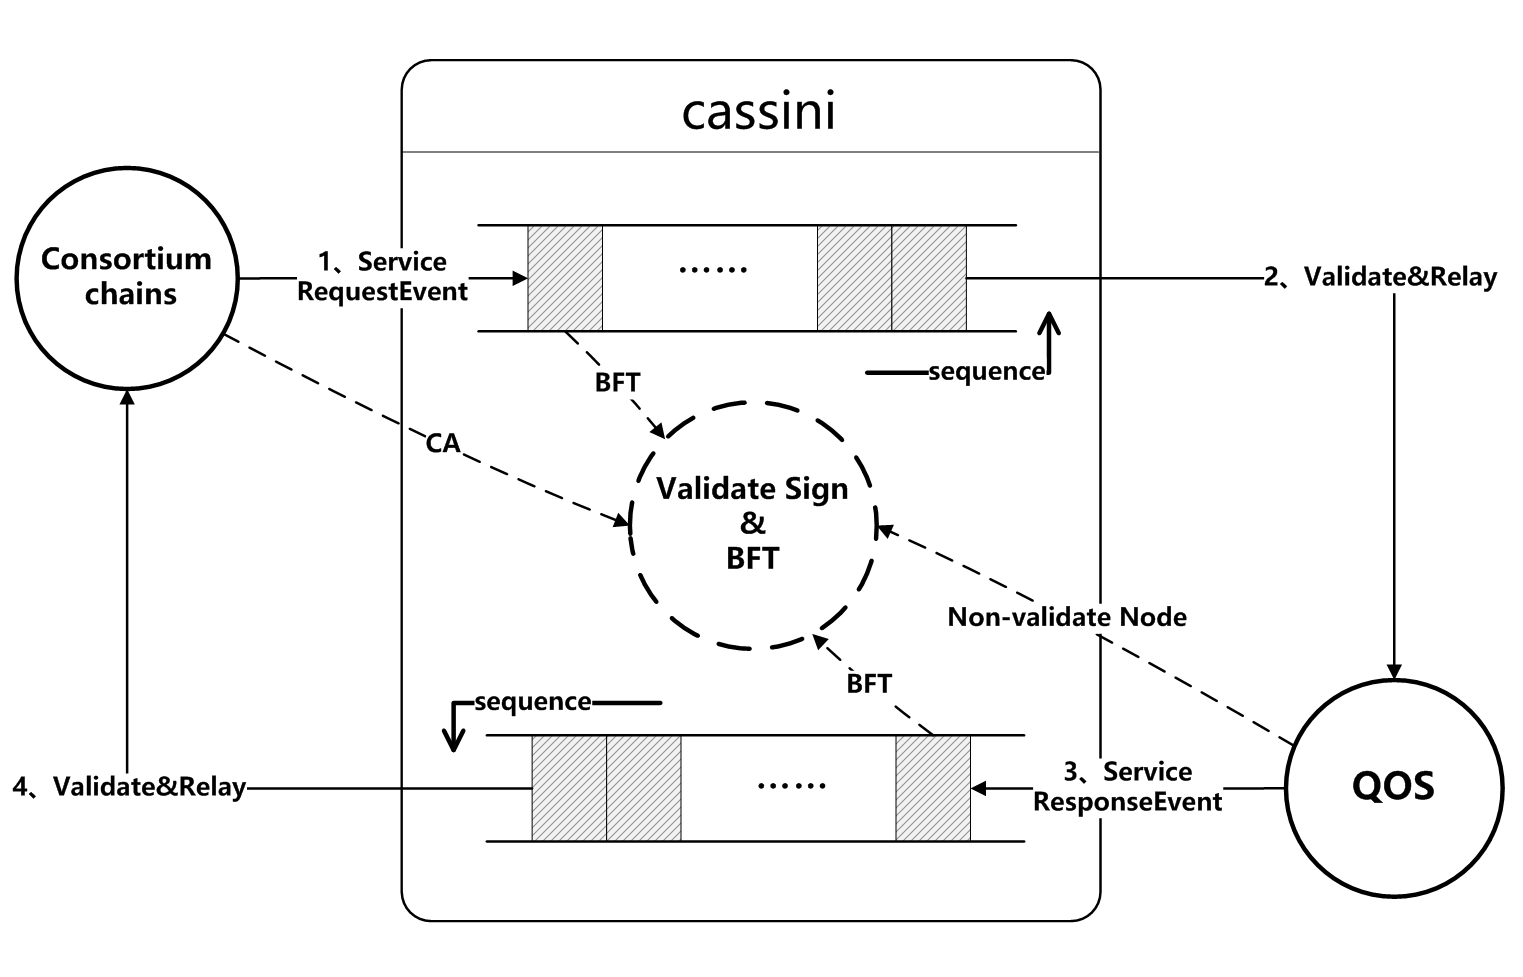 cassini
Consortium
chains
1、Service
RequestEvent
......
2、Validate&Relay
sequence
BFT
CA
Validate Sign
&
BFT
Non-validate Node
BFT
sequence
4、Validate&Relay
......
3、Service
ResponseEvent
QOS